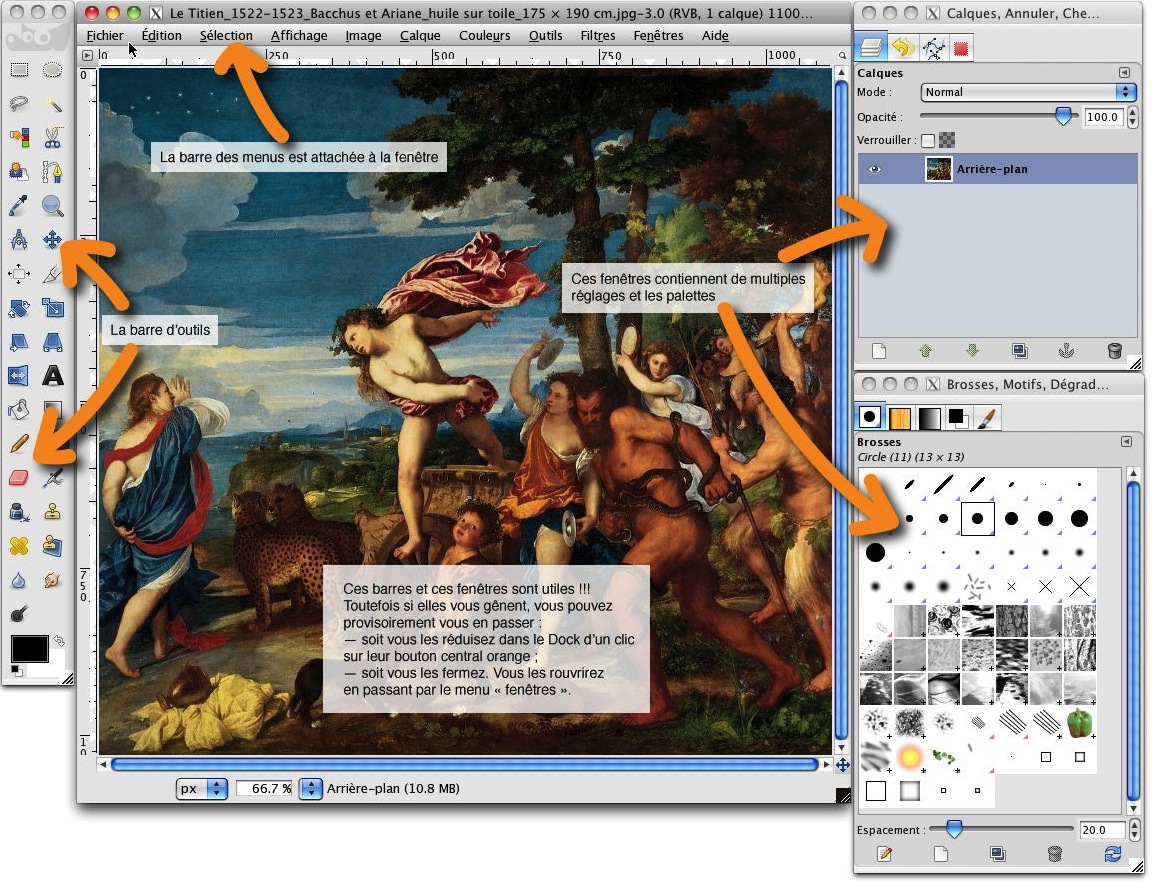 Le Titien_1522-1523_Bacchus et Ariane_huile sur toile_175 × 190 cm.jpg-3.0 (RVB, 1 calque) 1100...
Fichier Édition Sélection Affichage Image Calque Couleurs Outils Filtres Fenêtres Aide
0 250 500 750 1000
0
750
10
La barre des menus est attachée à la fenêtre
Ces fenêtres contiennent de multiples
réglages et les palettes
La barre d'outils
Ces barres et ces fenêtres sont utiles !!!
Toutefois si elles vous gênent, vous pouvez
provisoirement vous en passer :
— soit vous les réduisez dans le Dock d'un clic
sur leur bouton central orange ;
— soit vous les fermez. Vous les rouvrirez
en passant par le menu « fenêtres ».
px 66.7 % Arrière-plan (10.8 MB)
Calques, Annuler, Che...
Calques
Mode : Normal
Opacité : 100.0
Verrouiller :
Arrière-plan
Brosses, Motifs, Dégrad...
Brosses
Circle (11) (13 × 13)
Espacement : 20.0